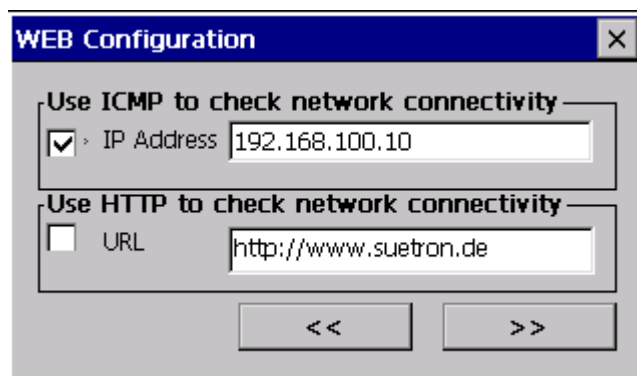 WEB Configuration
Use ICMP to check network connectivity
IP Address 192.168.100.10
Use HTTP to check network connectivity
URL http://www.suetron.de
<< >>